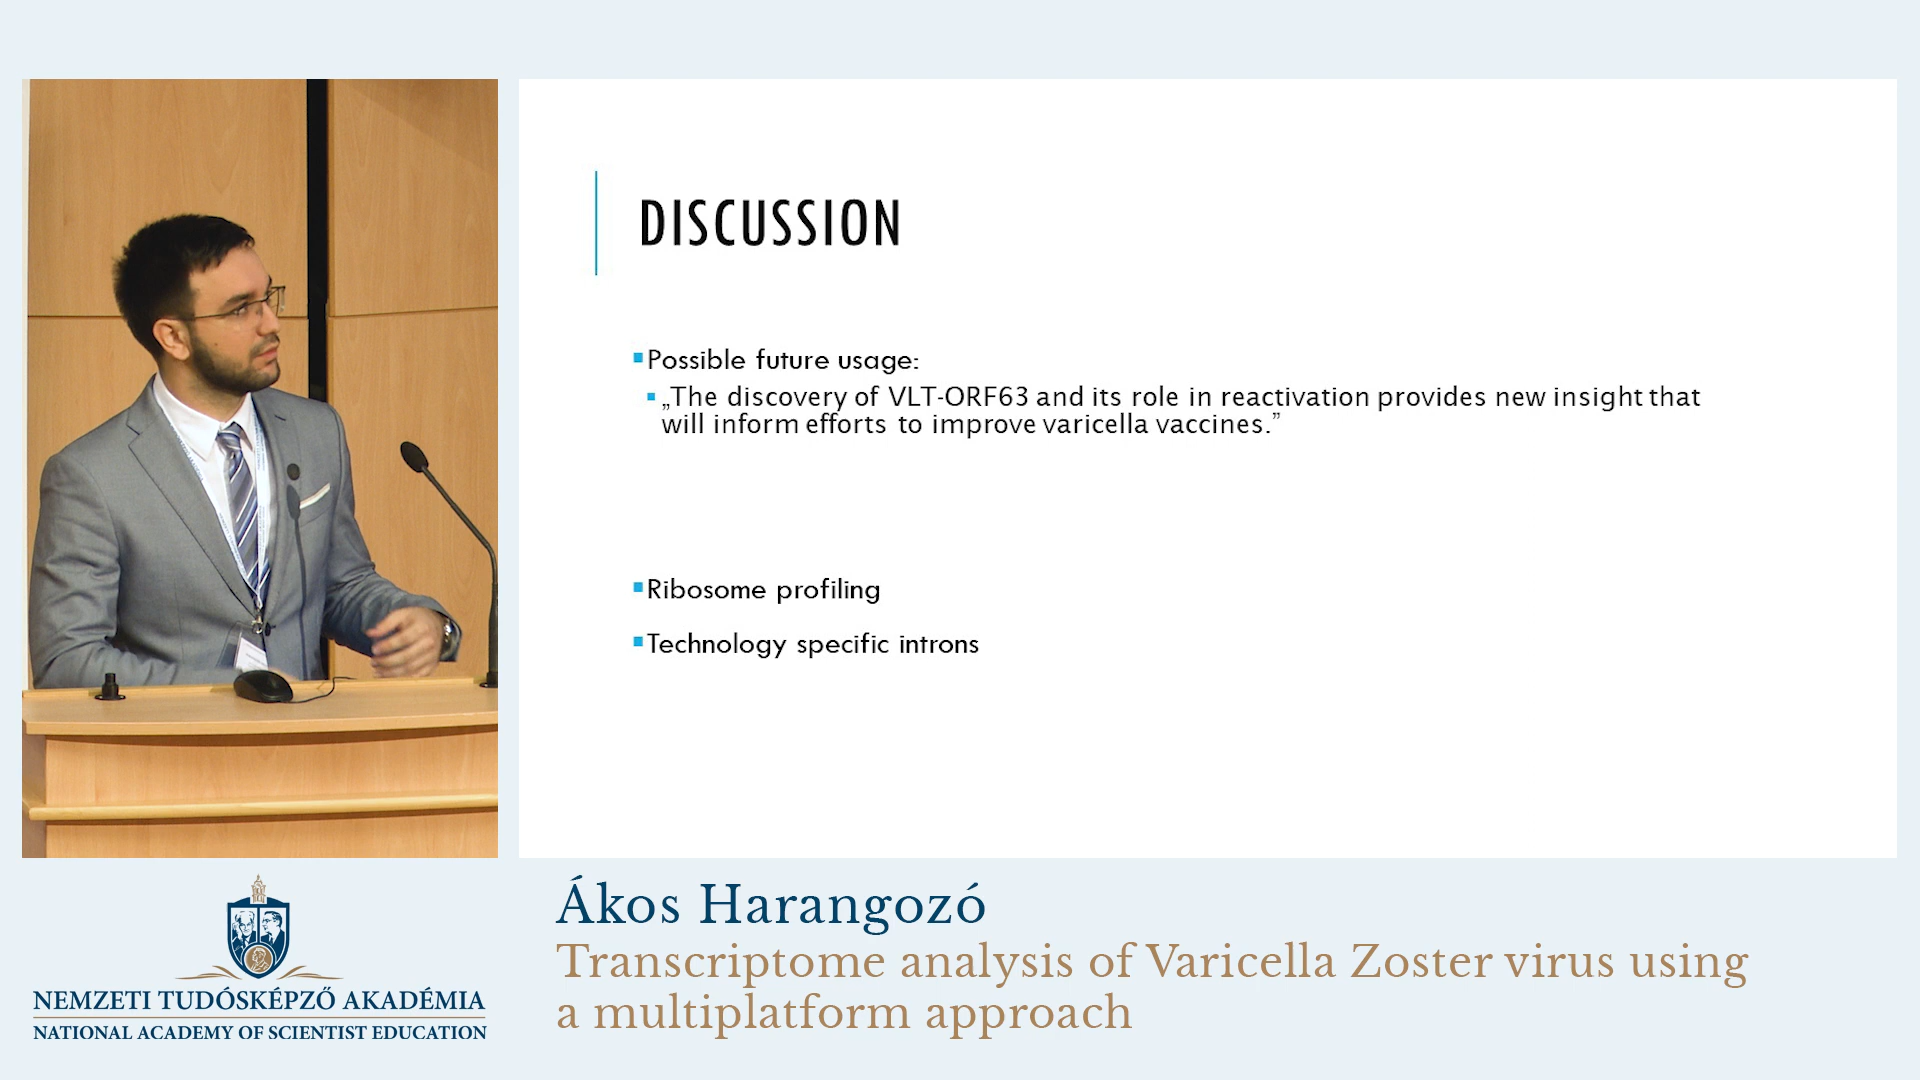 DISCUSSION
Possible future usage:
„The discovery of VLT-ORF63 and its role in reactivation provides new insight that
will inform efforts to improve varicella vaccines.”
Ribosome profiling
Technology specific introns
Ákos Harangozó
Transcriptome analysis of Varicella Zoster virus using
a multiplatform approach
NEMZETI TUDÓSKÉPZŐ AKADÉMIA
NATIONAL ACADEMY OF SCIENTIST EDUCATION